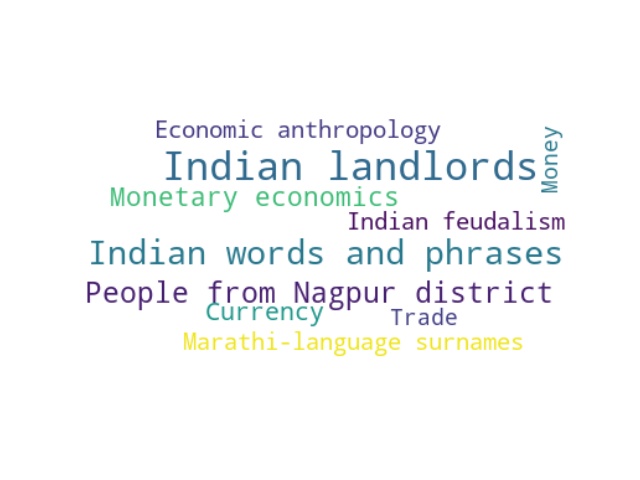 Economic anthropology
Money
Indian landlords
Monetary economics
Indian feudalism
Indian words and phrases
People from Nagpur district
Currency
Trade
Marathi-language surnames